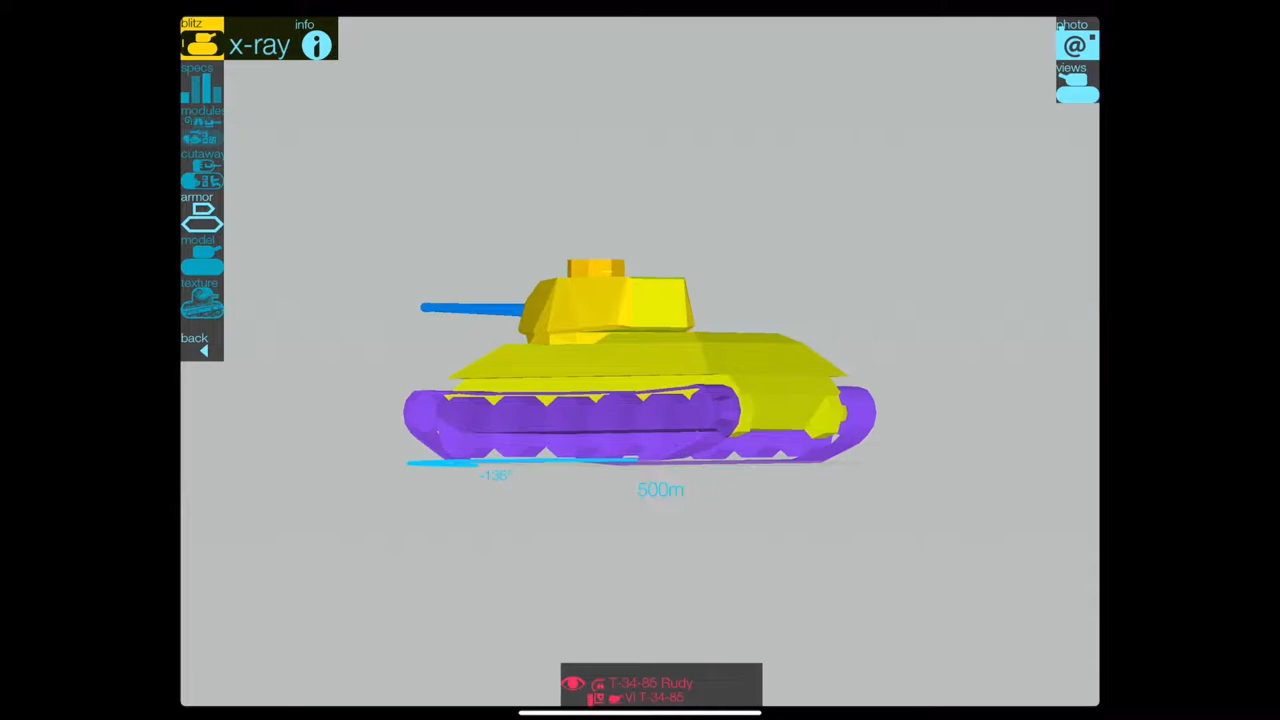 blitz
x-ray
info
specs
modules
cutaway
armor
model
texture
back
photo
@
views
-136°
500m
T-34-85 Rudy
VI T-34-85